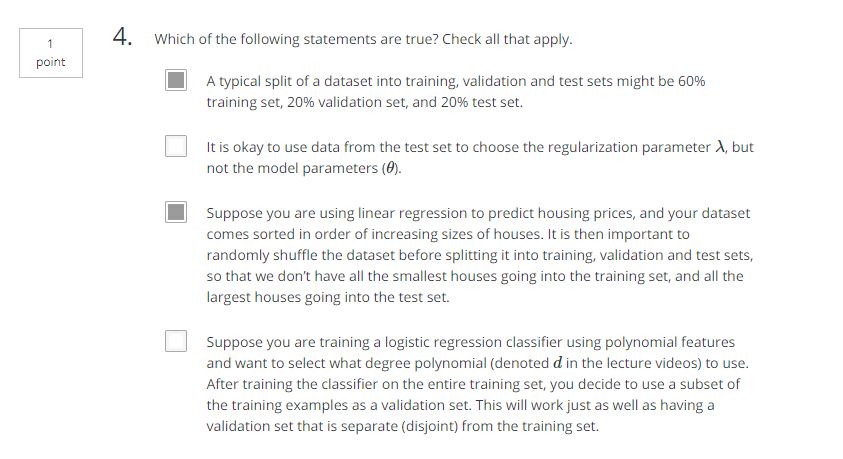 1
point
4. Which of the following statements are true? Check all that apply.
A typical split of a dataset into training, validation and test sets might be 60%
training set, 20% validation set, and 20% test set.
It is okay to use data from the test set to choose the regularization parameter λ, but
not the model parameters (θ).
Suppose you are using linear regression to predict housing prices, and your dataset
comes sorted in order of increasing sizes of houses. It is then important to
randomly shuffle the dataset before splitting it into training, validation and test sets,
so that we don’t have all the smallest houses going into the training set, and all the
largest houses going into the test set.
Suppose you are training a logistic regression classifier using polynomial features
and want to select what degree polynomial (denoted d in the lecture videos) to use.
After training the classifier on the entire training set, you decide to use a subset of
the training examples as a validation set. This will work just as well as having a
validation set that is separate (disjoint) from the training set.